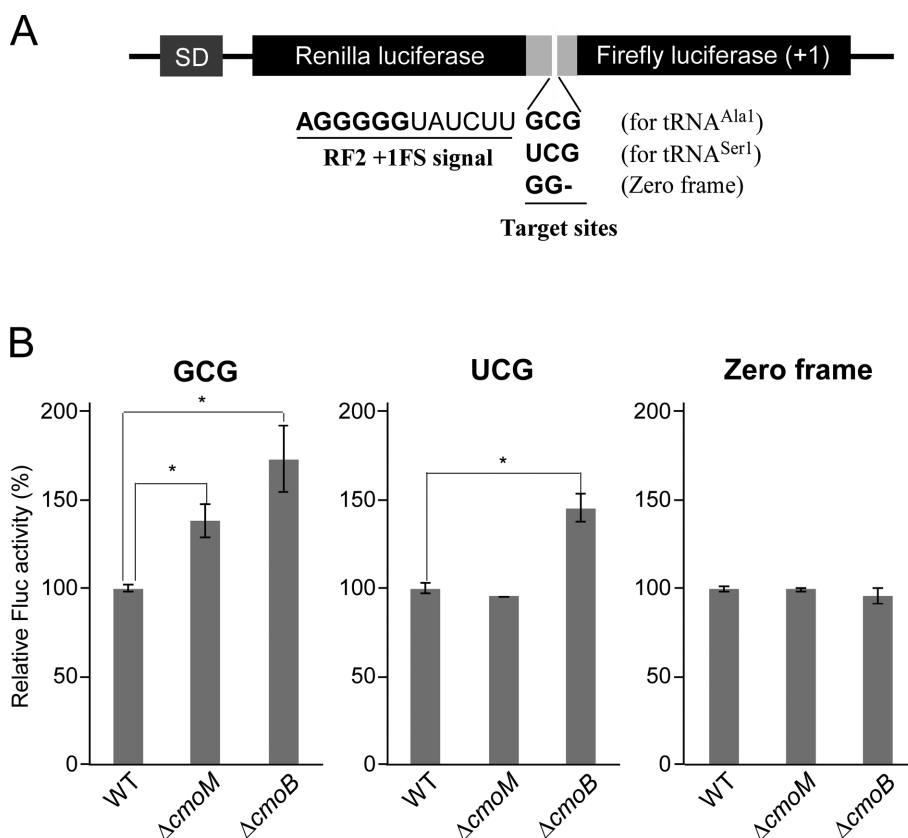 A
SD Renilla luciferase Firefly luciferase (+1)
AGGGGGUAUCUU GCG (for tRNAAla1)
RF2 +1FS signal UCG (for tRNASer1)
GG- (Zero frame)
Target sites
B
GCG UCG Zero frame
Relative Fluc activity (%)
200 200 200
* * *
150 150 150
100 100 100
50 50 50
0 0 0
WT ΔcmoM ΔcmoB WT ΔcmoM ΔcmoB WT ΔcmoM ΔcmoB